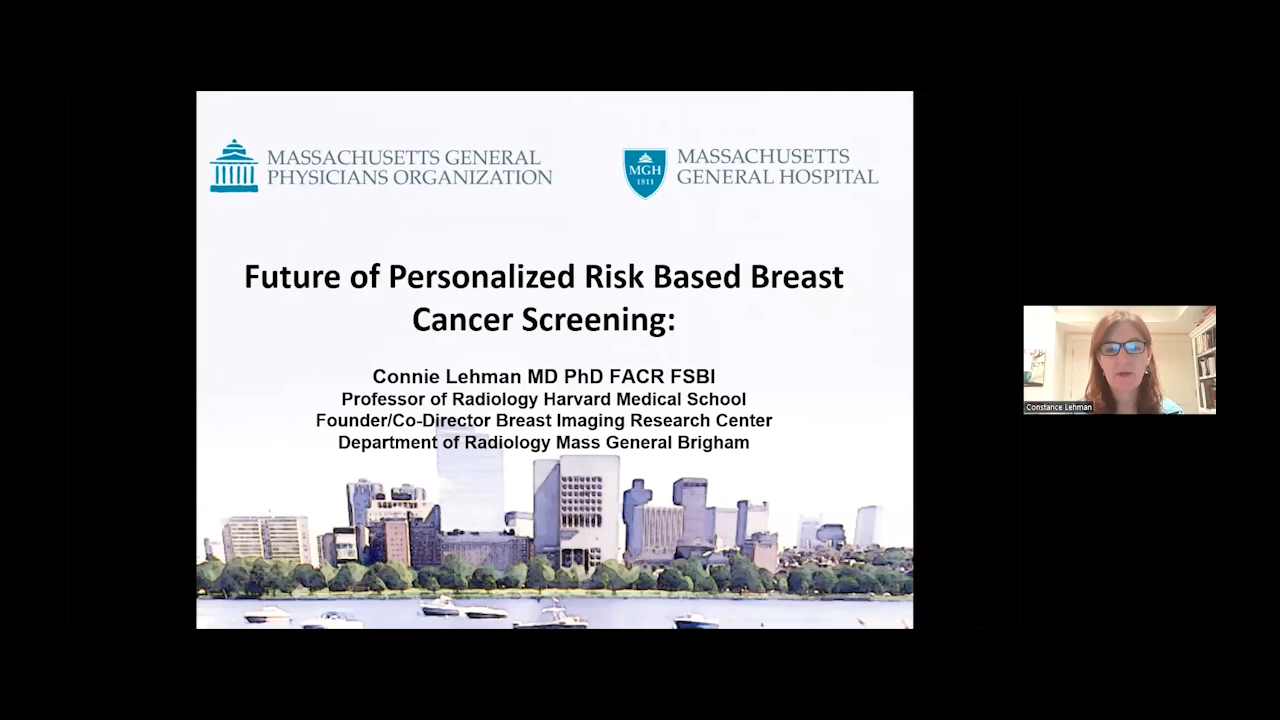 MASSACHUSETTS GENERAL
PHYSICIANS ORGANIZATION
MGH
1811
MASSACHUSETTS
GENERAL HOSPITAL
Future of Personalized Risk Based Breast
Cancer Screening:
Connie Lehman MD PhD FACR FSBI
Professor of Radiology Harvard Medical School
Founder/Co-Director Breast Imaging Research Center
Department of Radiology Mass General Brigham
Constance Lehman